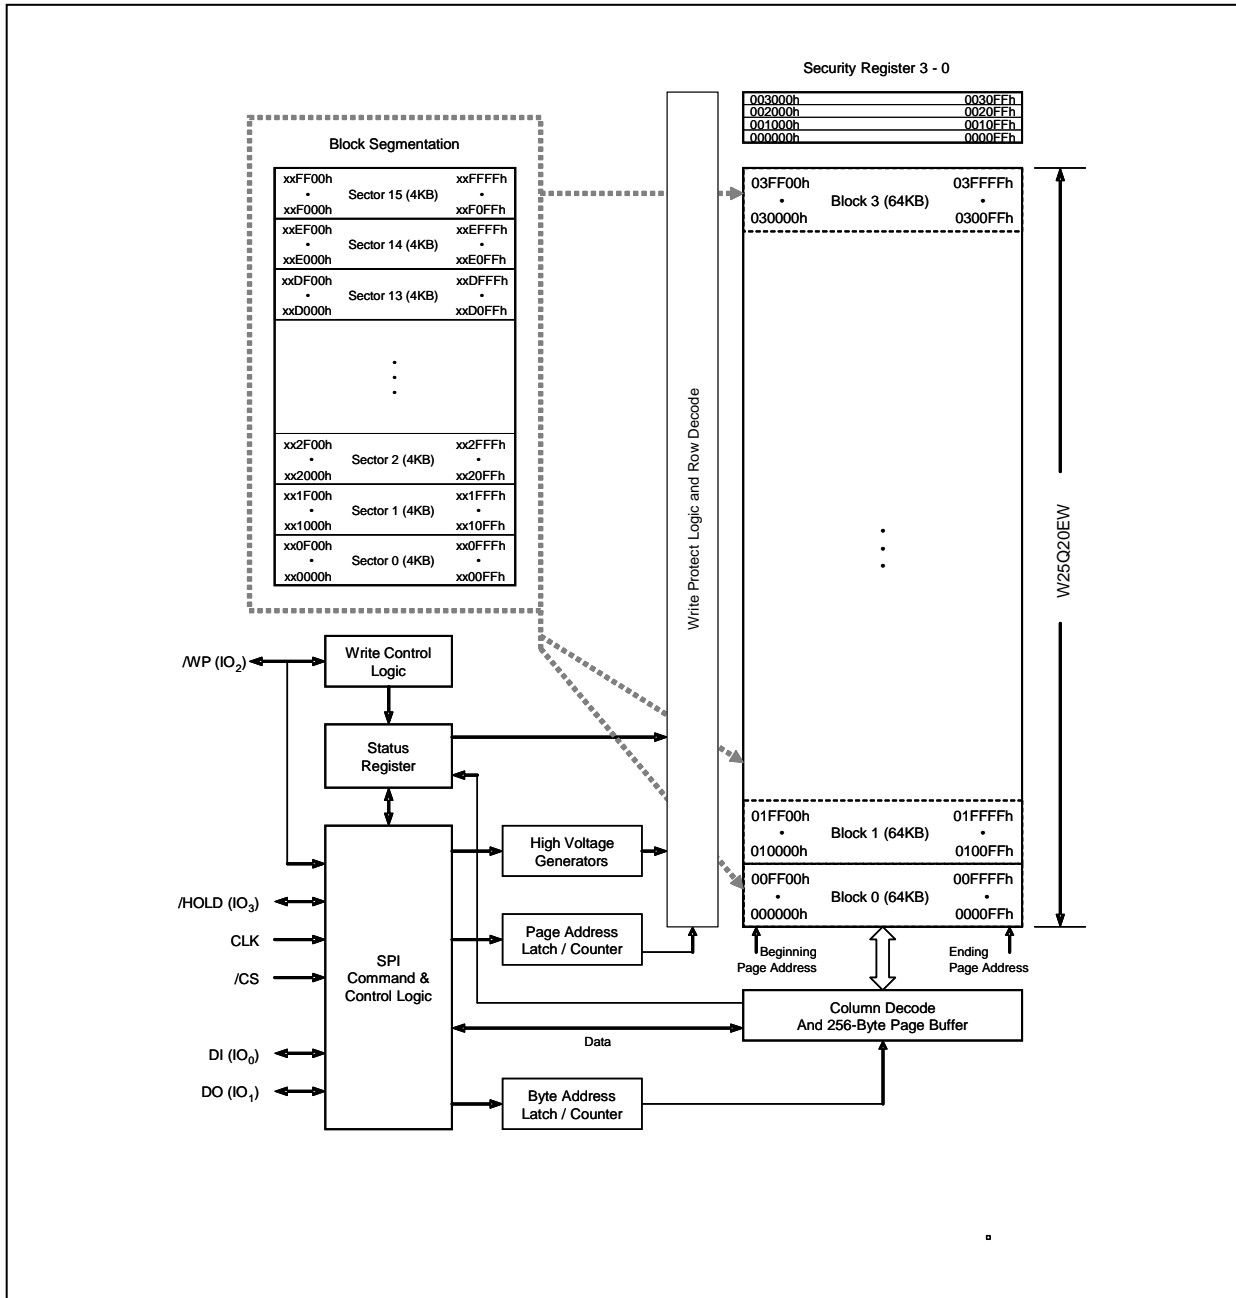 Security Register 3 - 0
003000h 0030FFh
002000h 0020FFh
001000h 0010FFh
000000h 0000FFh
Block Segmentation
xxFF00h xxFFFFh
• Sector 15 (4KB) •
xxF000h xxF0FFh
xxEF00h xxEFFFh
• Sector 14 (4KB) •
xxE000h xxE0FFh
xxDF00h xxDFFFh
• Sector 13 (4KB) •
xxD000h xxD0FFh
xx2F00h xx2FFFh
• Sector 2 (4KB) •
xx2000h xx20FFh
xx1F00h xx1FFFh
• Sector 1 (4KB) •
xx1000h xx10FFh
xx0F00h xx0FFFh
• Sector 0 (4KB) •
xx0000h xx00FFh
Write Protect Logic and Row Decode
03FF00h 03FFFFh
• Block 3 (64KB) •
030000h 0300FFh
01FF00h 01FFFFh
• Block 1 (64KB) •
010000h 0100FFh
00FF00h 00FFFFh
• Block 0 (64KB) •
000000h 0000FFh
W25Q20EW
Beginning
Page Address
Ending
Page Address
/WP (IO2)
Write Control
Logic
Status
Register
High Voltage
Generators
/HOLD (IO3)
CLK
/CS
DI (IO0)
DO (IO1)
SPI
Command &
Control Logic
Page Address
Latch / Counter
Column Decode
And 256-Byte Page Buffer
Data
Byte Address
Latch / Counter